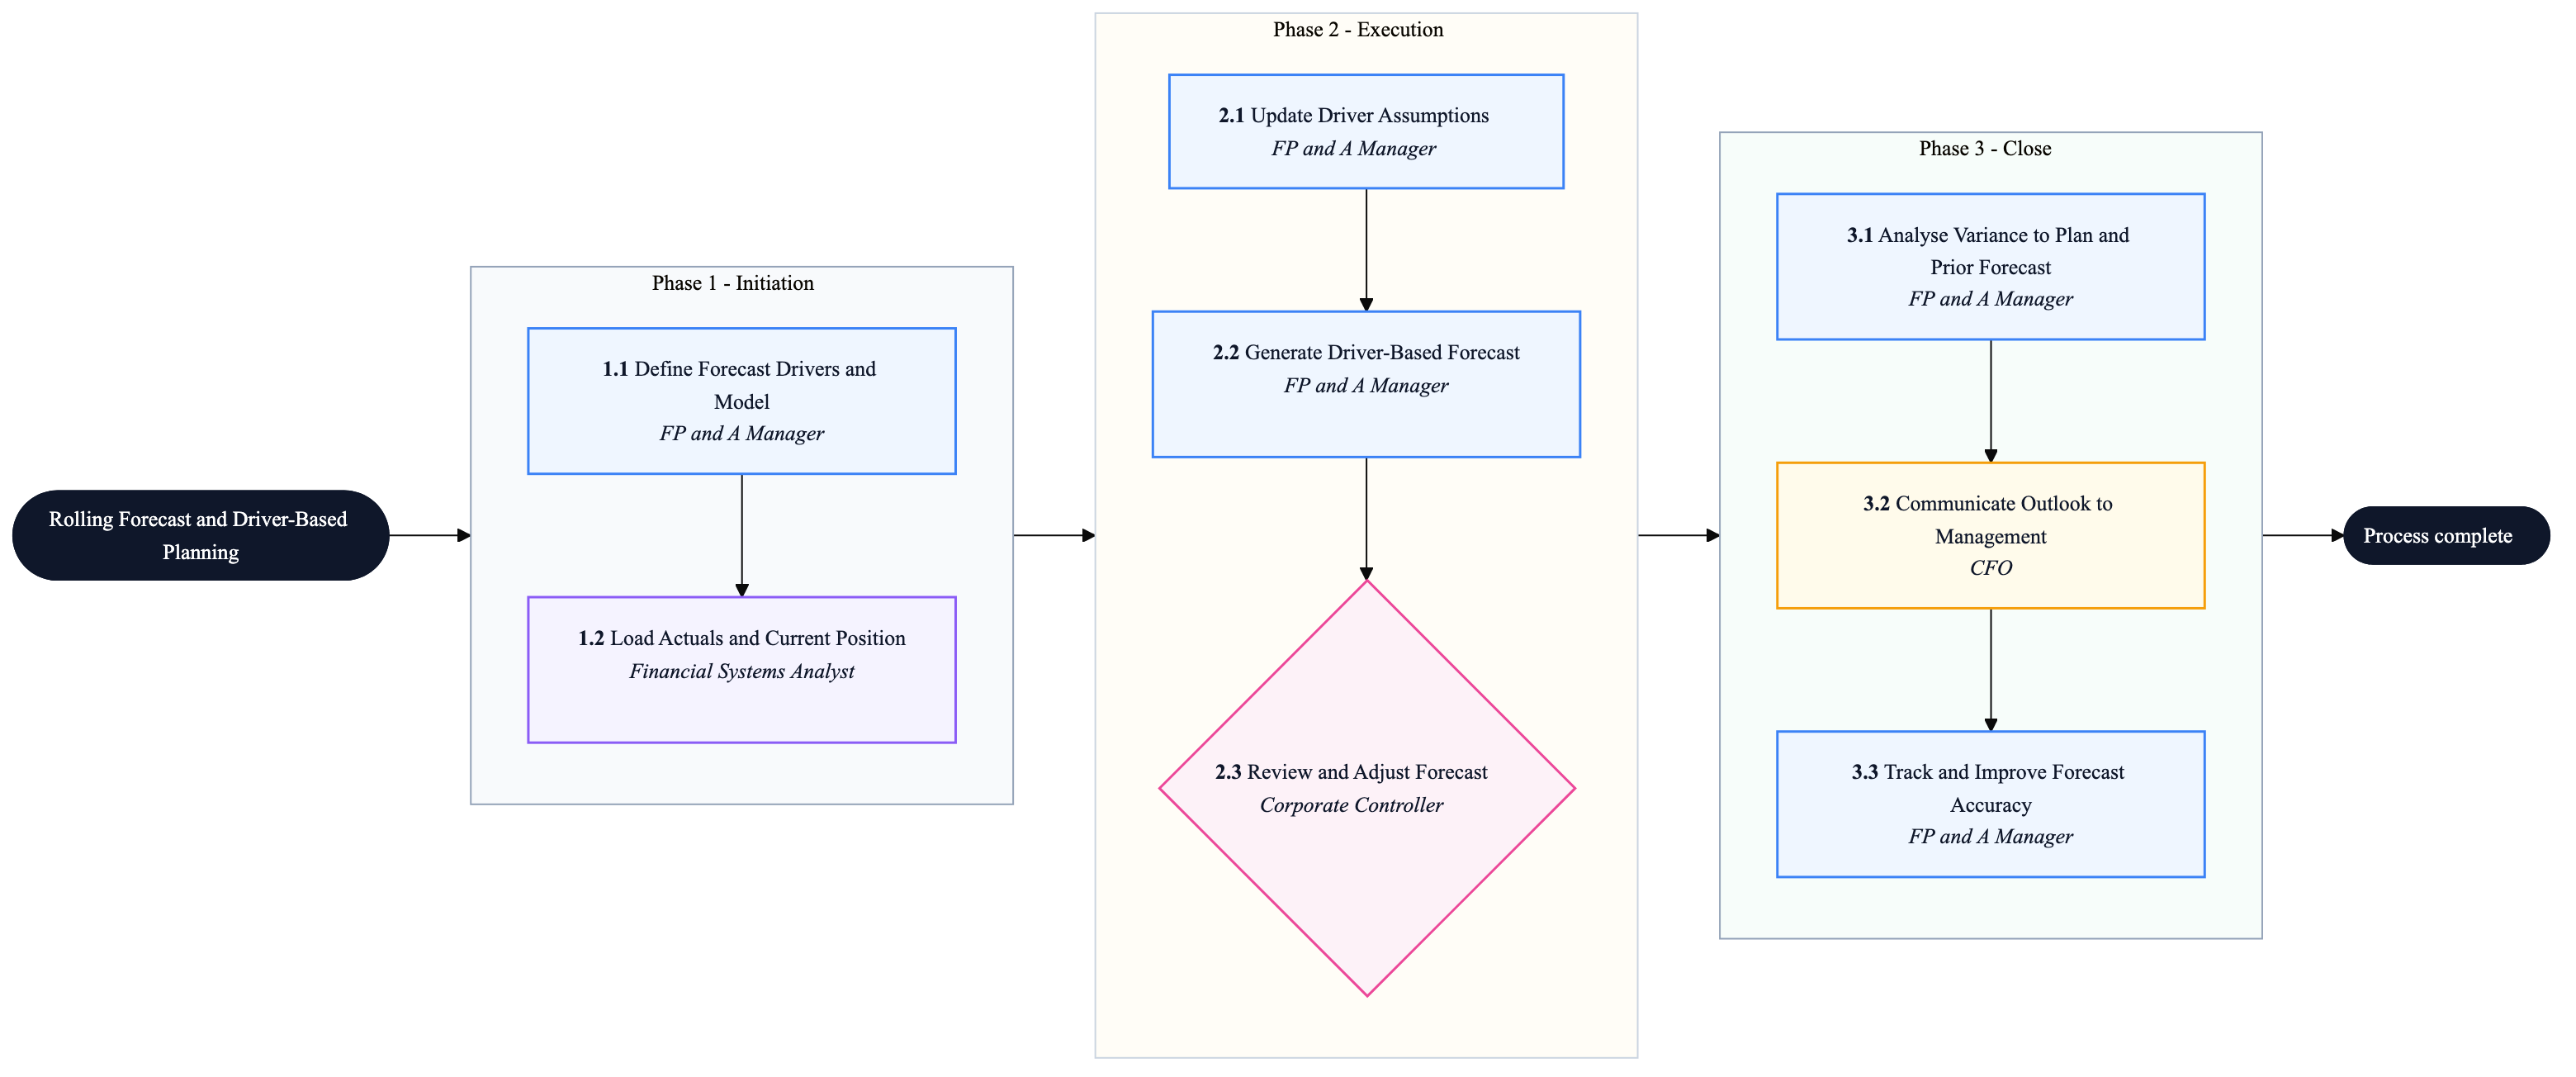 Rolling Forecast and Driver-Based
Planning
Phase 1 - Initiation
1.1 Define Forecast Drivers and
Model
FP and A Manager
1.2 Load Actuals and Current Position
Financial Systems Analyst
Phase 2 - Execution
2.1 Update Driver Assumptions
FP and A Manager
2.2 Generate Driver-Based Forecast
FP and A Manager
2.3 Review and Adjust Forecast
Corporate Controller
Phase 3 - Close
3.1 Analyse Variance to Plan and
Prior Forecast
FP and A Manager
3.2 Communicate Outlook to
Management
CFO
3.3 Track and Improve Forecast
Accuracy
FP and A Manager
Process complete